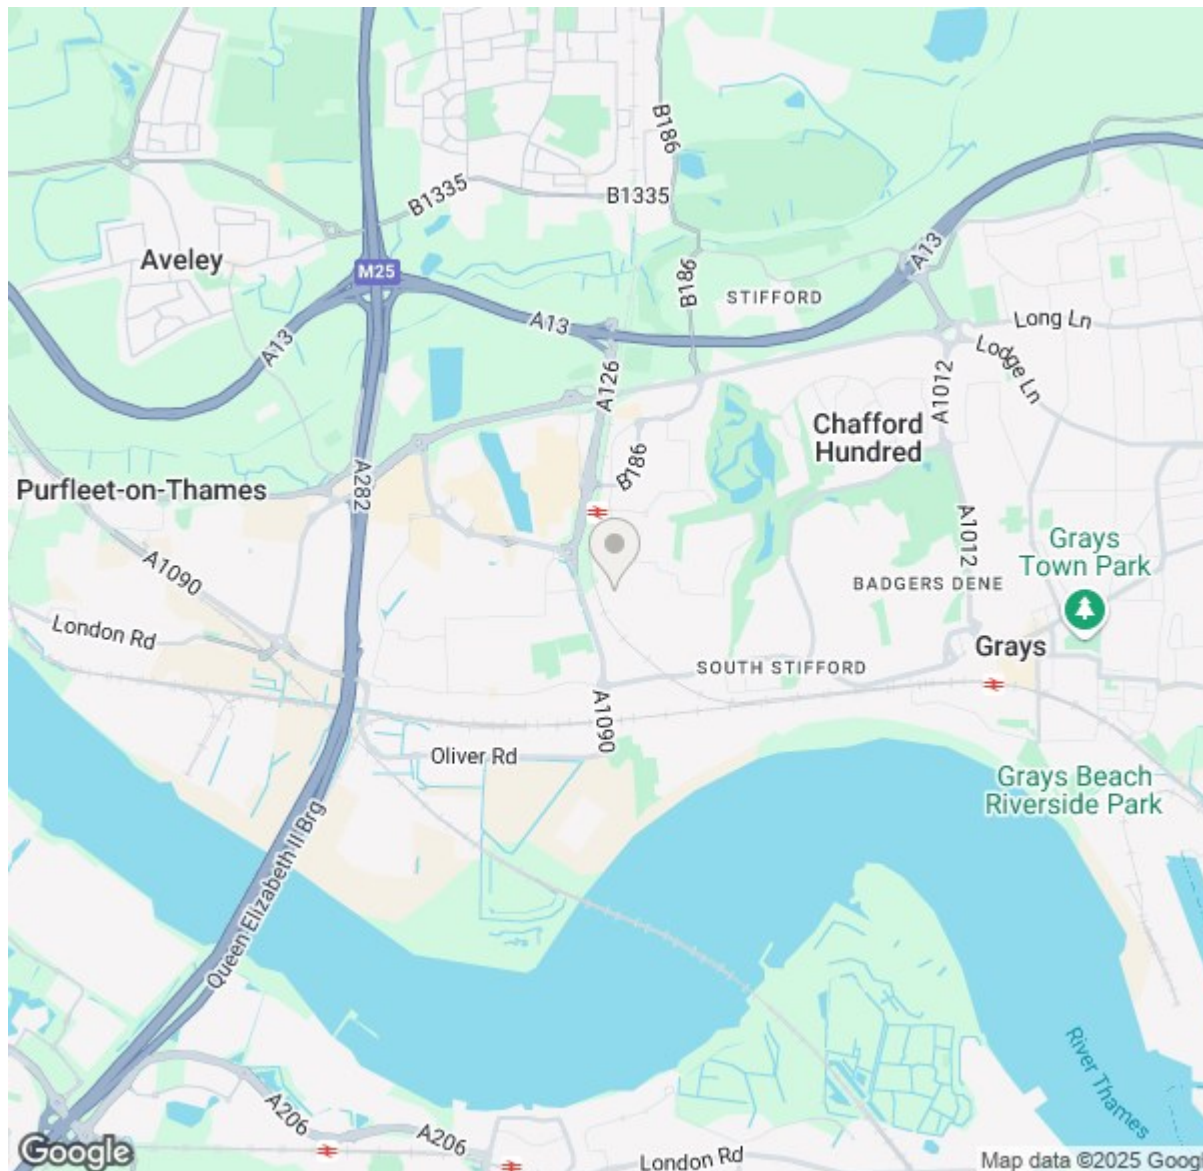 B186
B1335
B1335
Aveley
M25
B186
A13
STIFFORD
A13
A13
Long Ln
Lodge Ln
A126
A1012
Chafford
Hundred
B186
A282
Purfleet-on-Thames
A1012
Grays
Town Park
A1090
BADGERS DENE
London Rd
Grays
SOUTH STIFFORD
A1090
Oliver Rd
Grays Beach
Riverside Park
Queen Elizabeth II Brg
River Thames
A206
A206
London Rd
Google
Map data ©2025 Goog